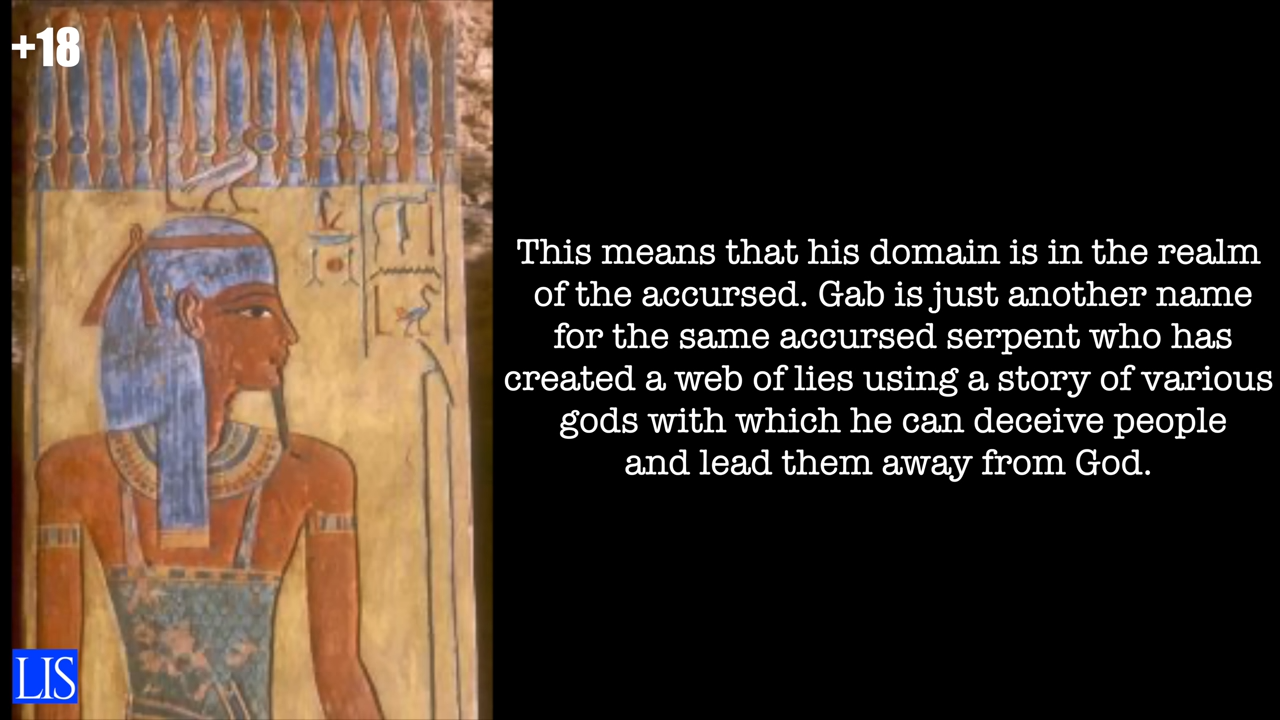 +18
This means that his domain is in the realm
of the accursed. Gab is just another name
for the same accursed serpent who has
created a web of lies using a story of various
gods with which he can deceive people
and lead them away from God.
LIS